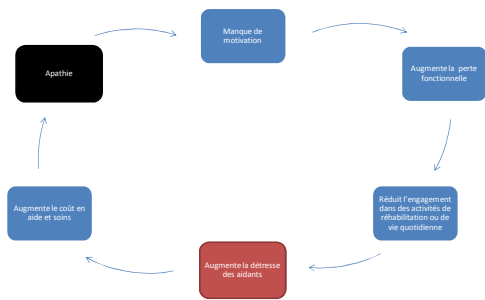 Manque de
motivation
Augmente la perte
fonctionnelle
Réduit l'engagement
dans des activités de
réhabilitation ou de
vie quotidienne
Augmente la détresse
des aidants
Augmente le coût en
aide et soins
Apathie